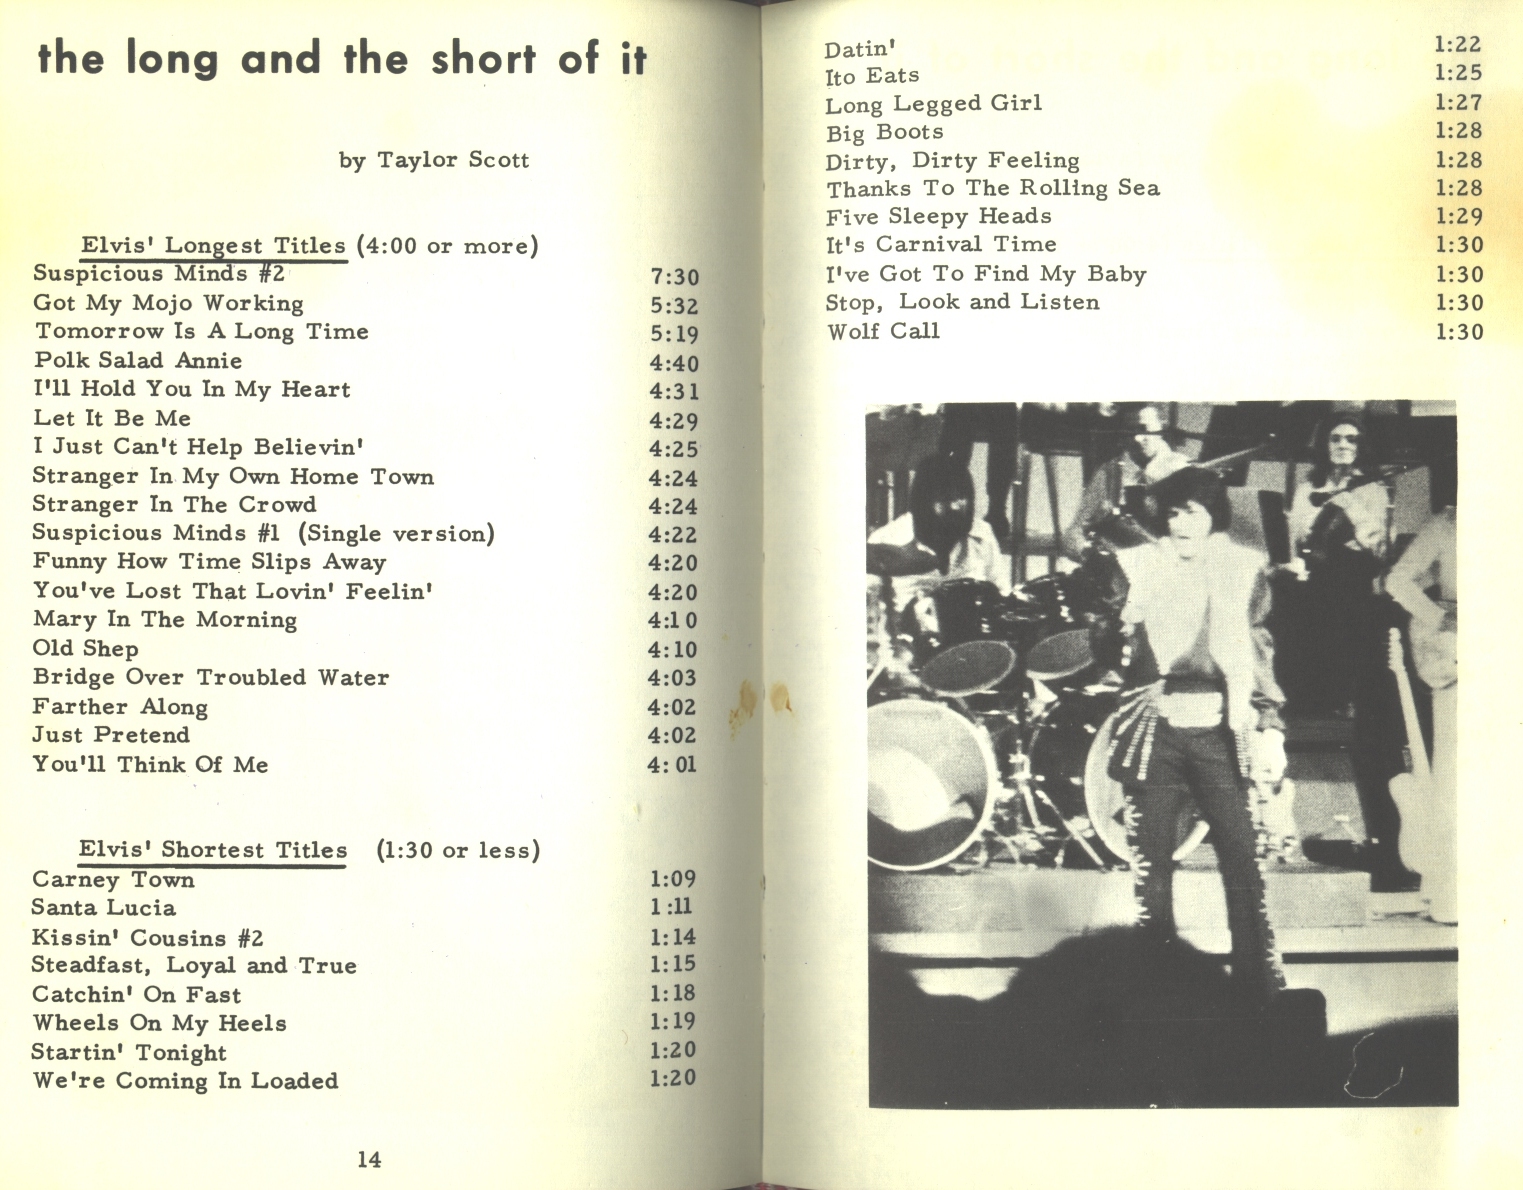 the long and the short of it
by Taylor Scott
Elvis' Longest Titles (4:00 or more)
Suspicious Minds #2 7:30
Got My Mojo Working 5:32
Tomorrow Is A Long Time 5:19
Polk Salad Annie 4:40
I'll Hold You In My Heart 4:31
Let It Be Me 4:29
I Just Can't Help Believin' 4:25
Stranger In My Own Home Town 4:24
Stranger In The Crowd 4:24
Suspicious Minds #1 (Single version) 4:22
Funny How Time Slips Away 4:20
You've Lost That Lovin' Feelin' 4:20
Mary In The Morning 4:10
Old Shep 4:10
Bridge Over Troubled Water 4:03
Farther Along 4:02
Just Pretend 4:02
You'll Think Of Me 4:01
Elvis' Shortest Titles (1:30 or less)
Carney Town 1:09
Santa Lucia 1:11
Kissin' Cousins #2 1:14
Steadfast, Loyal and True 1:15
Catchin' On Fast 1:18
Wheels On My Heels 1:19
Startin' Tonight 1:20
We're Coming In Loaded 1:20
14
Datin' 1:22
Ito Eats 1:25
Long Legged Girl 1:27
Big Boots 1:28
Dirty, Dirty Feeling 1:28
Thanks To The Rolling Sea 1:28
Five Sleepy Heads 1:29
It's Carnival Time 1:30
I've Got To Find My Baby 1:30
Stop, Look and Listen 1:30
Wolf Call 1:30